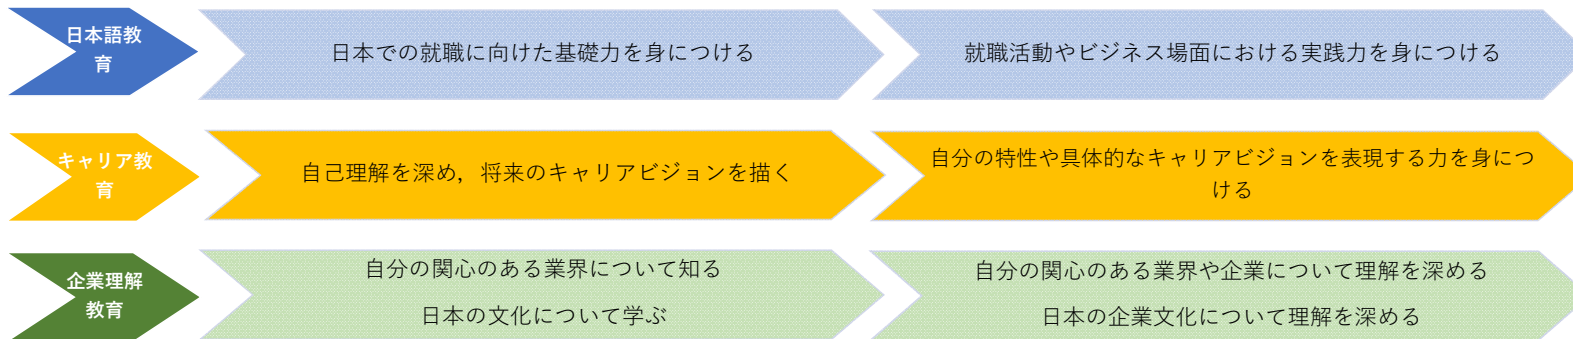 日本語教
育
日本での就職に向けた基礎力を身につける
就職活動やビジネス場面における実践力を身につける
キャリア教
育
自己理解を深め，将来のキャリアビジョンを描く
自分の特性や具体的なキャリアビジョンを表現する力を身につ
ける
企業理解
教育
自分の関心のある業界について知る
日本の文化について学ぶ
自分の関心のある業界や企業について理解を深める
日本の企業文化について理解を深める